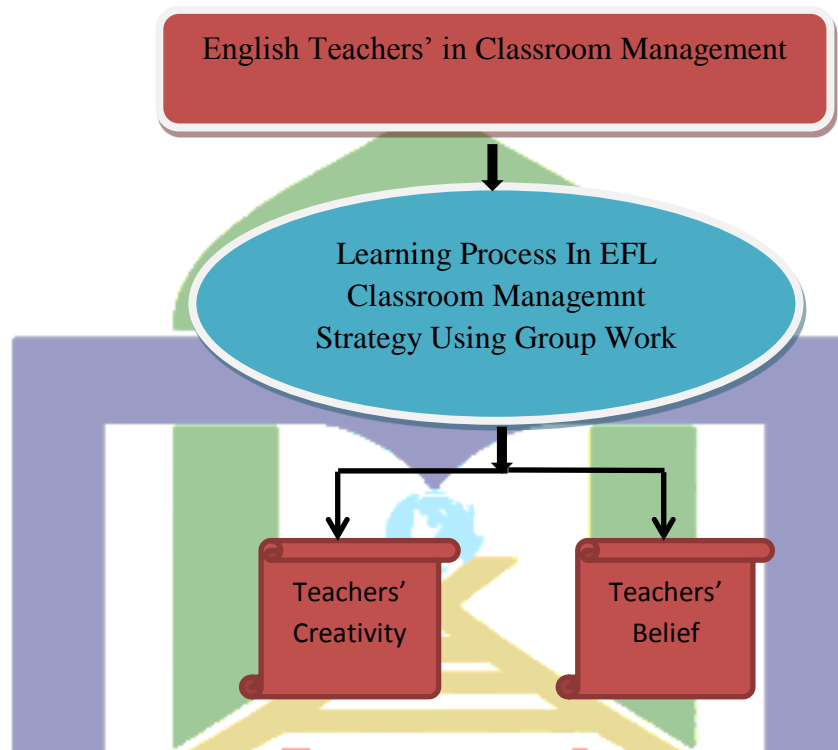 English Teachers’ in Classroom Management
Learning Process In EFL
Classroom Managemnt
Strategy Using Group Work
Teachers’
Creativity
Teachers’
Belief